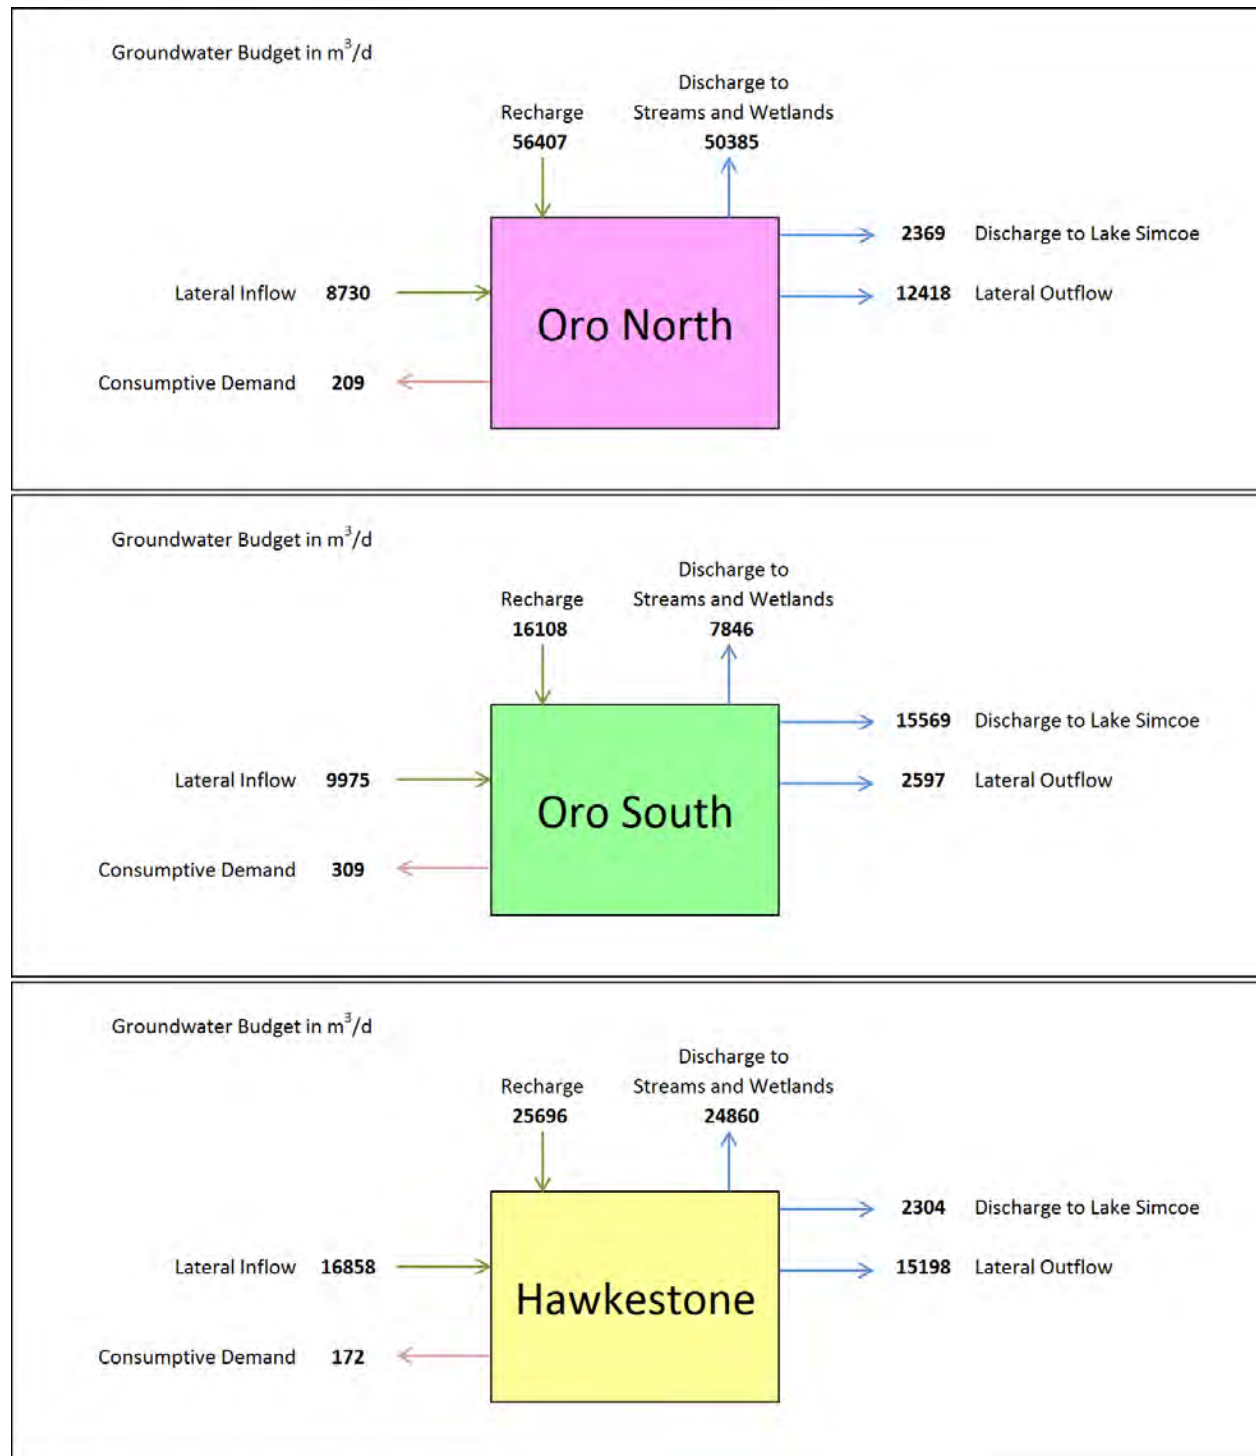 Groundwater Budget in m³/d
Discharge to
Recharge Streams and Wetlands
56407 50385
2369 Discharge to Lake Simcoe
Lateral Inflow 8730 12418 Lateral Outflow
Oro North
Consumptive Demand 209
Groundwater Budget in m³/d
Discharge to
Recharge Streams and Wetlands
16108 7846
15569 Discharge to Lake Simcoe
Lateral Inflow 9975 2597 Lateral Outflow
Oro South
Consumptive Demand 309
Groundwater Budget in m³/d
Discharge to
Recharge Streams and Wetlands
25696 24860
2304 Discharge to Lake Simcoe
Lateral Inflow 16858 15198 Lateral Outflow
Hawkestone
Consumptive Demand 172